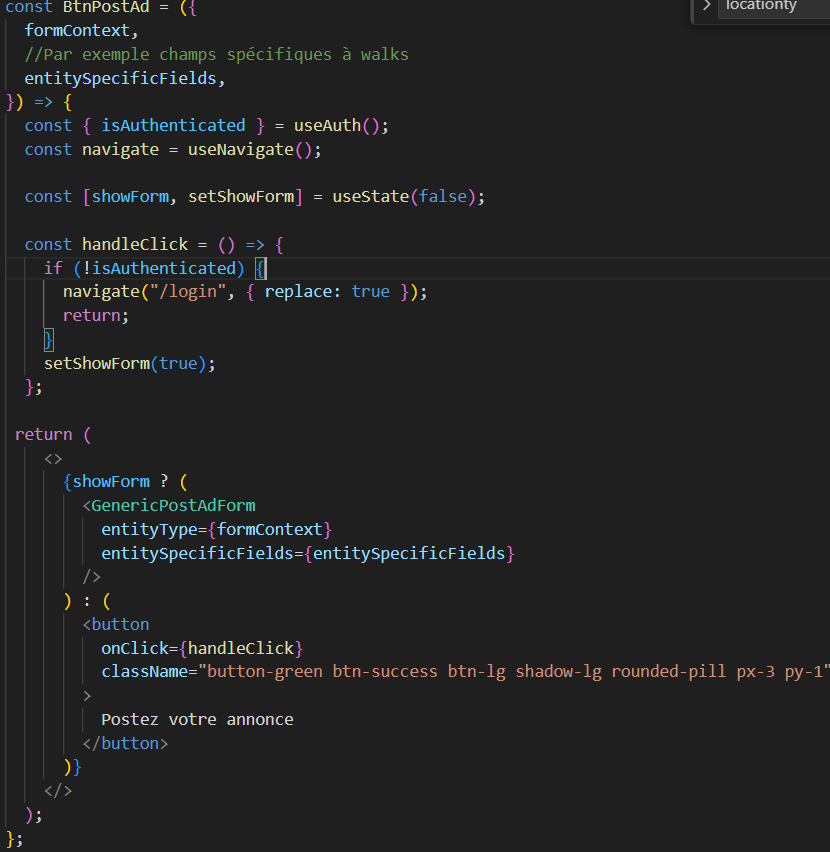 const BtnPostAd = ({
locationty
formContext,
//Par exemple champs spécifiques à walks
entitySpecificFields,
}) => {
const { isAuthenticated } = useAuth();
const navigate = useNavigate();
const [showForm, setShowForm] = useState(false);
const handleClick = () => {
if (!isAuthenticated) {
navigate("/login", { replace: true });
return;
}
setShowForm(true);
};
return (
<>
{showForm ? (
<GenericPostAdForm
entityType={formContext}
entitySpecificFields={entitySpecificFields}
/>
) : (
<button
onClick={handleClick}
className="button-green btn-success btn-lg shadow-lg rounded-pill px-3 py-1"
>
Postez votre annonce
</button>
)}
</>
);
};